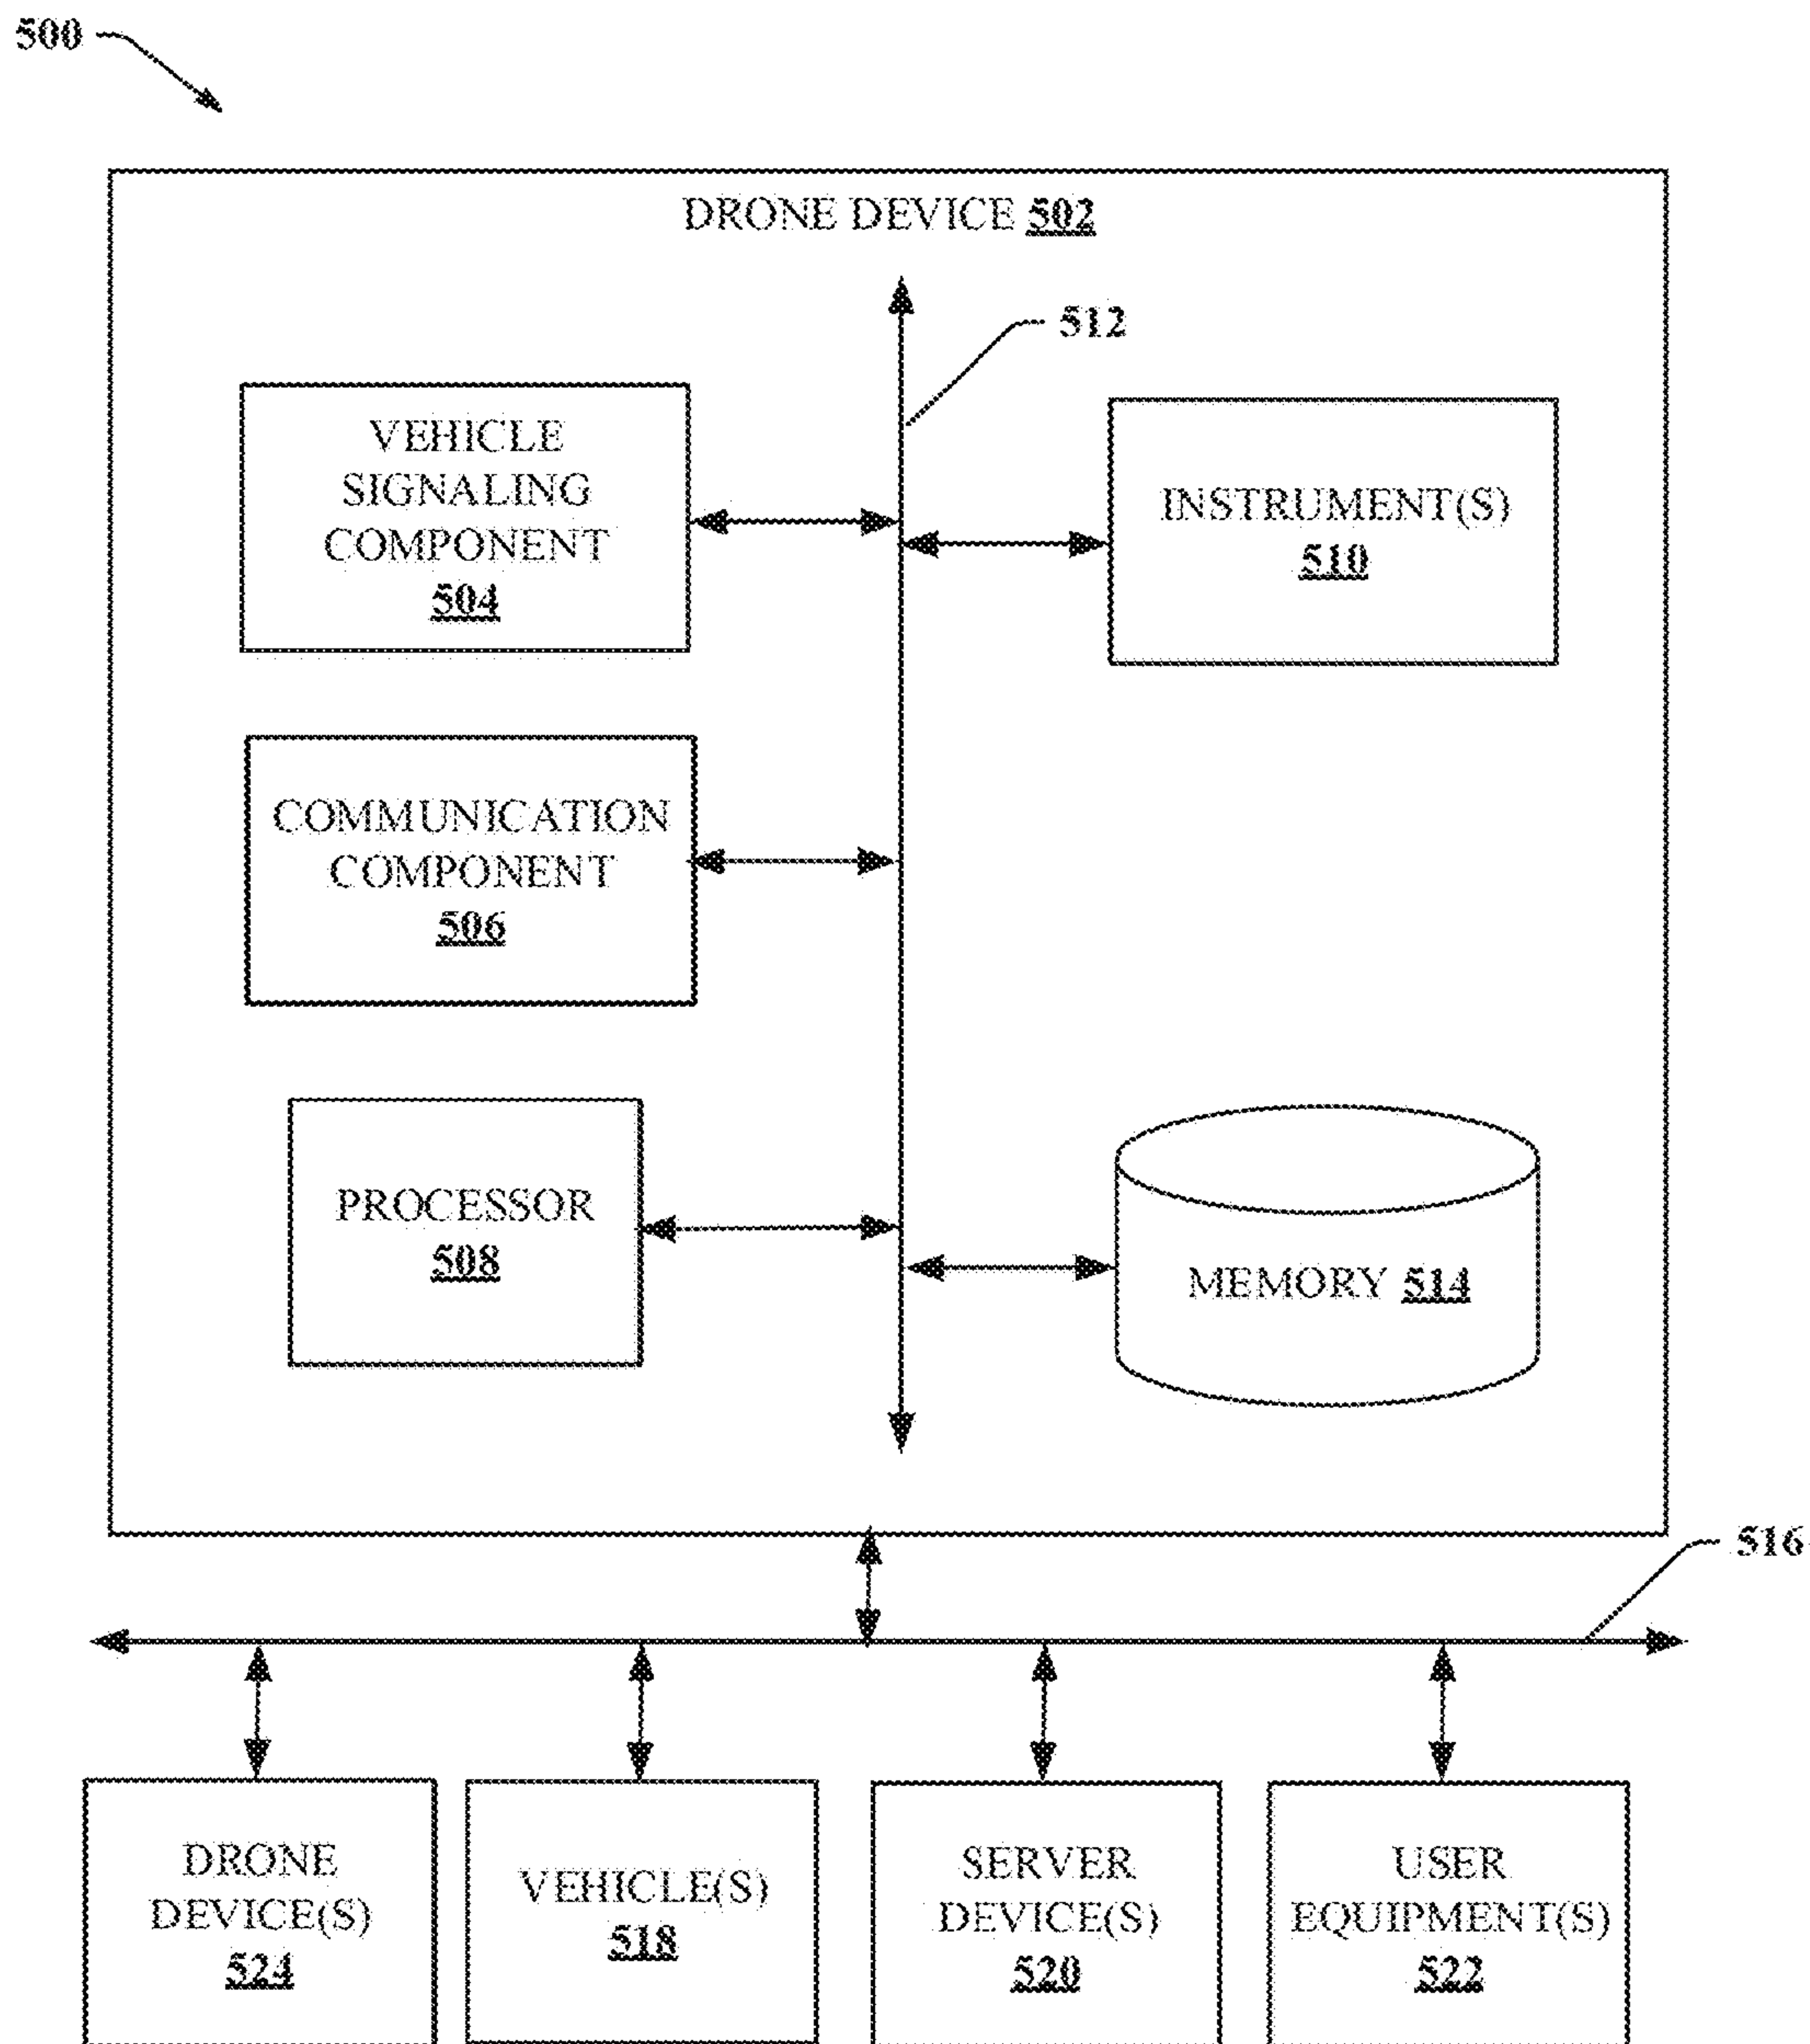 500
DRONE DEVICE 502
512
VEHICLE
SIGNALING
COMPONENT
504
INSTRUMENT(S)
510
COMMUNICATION
COMPONENT
506
PROCESSOR
508
MEMORY 514
516
DRONE
DEVICE(S)
524
VEHICLE(S)
518
SERVER
DEVICE(S)
520
USER
EQUIPMENT(S)
522